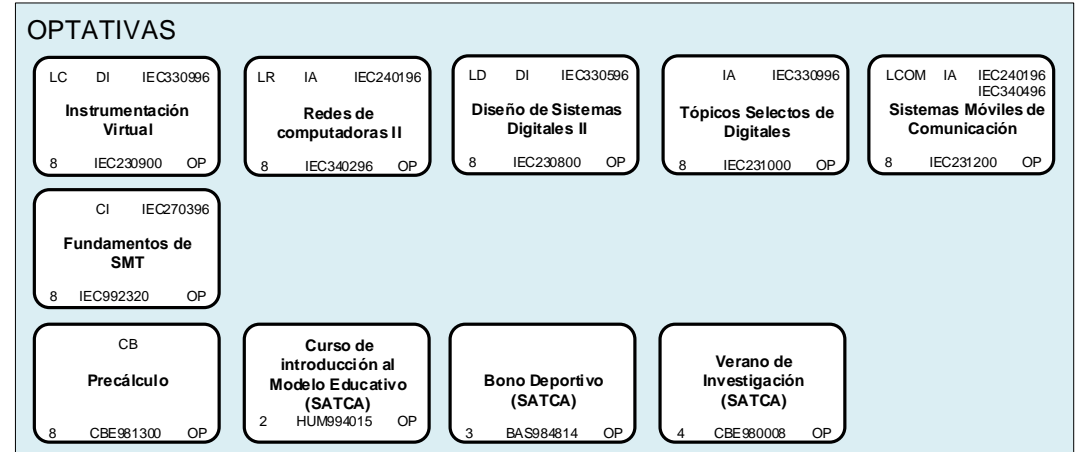 OPTATIVAS
LC DI IEC330996
Instrumentación
Virtual
8 IEC230900 OP
LR IA IEC240196
Redes de
computadoras II
8 IEC340296 OP
LD DI IEC330596
Diseño de Sistemas
Digitales II
8 IEC230800 OP
IA IEC330996
Tópicos Selectos de
Digitales
8 IEC231000 OP
LCOM IA IEC240196
IEC340496
Sistemas Móviles de
Comunicación
8 IEC231200 OP
CI IEC270396
Fundamentos de
SMT
8 IEC992320 OP
CB
Precálculo
8 CBE981300 OP
Curso de
introducción al
Modelo Educativo
(SATCA)
2 HUM994015 OP
Bono Deportivo
(SATCA)
3 BAS984814 OP
Verano de
Investigación
(SATCA)
4 CBE980008 OP